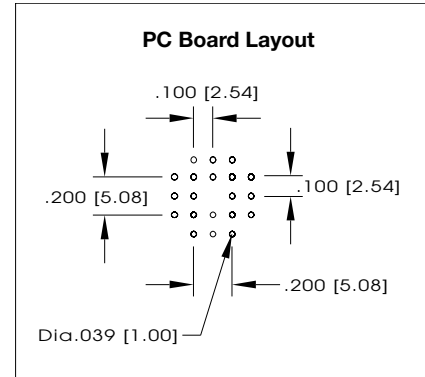 PC Board Layout
.100 [2.54]
.200 [5.08]
.100 [2.54]
.200 [5.08]
Dia.039 [1.00]